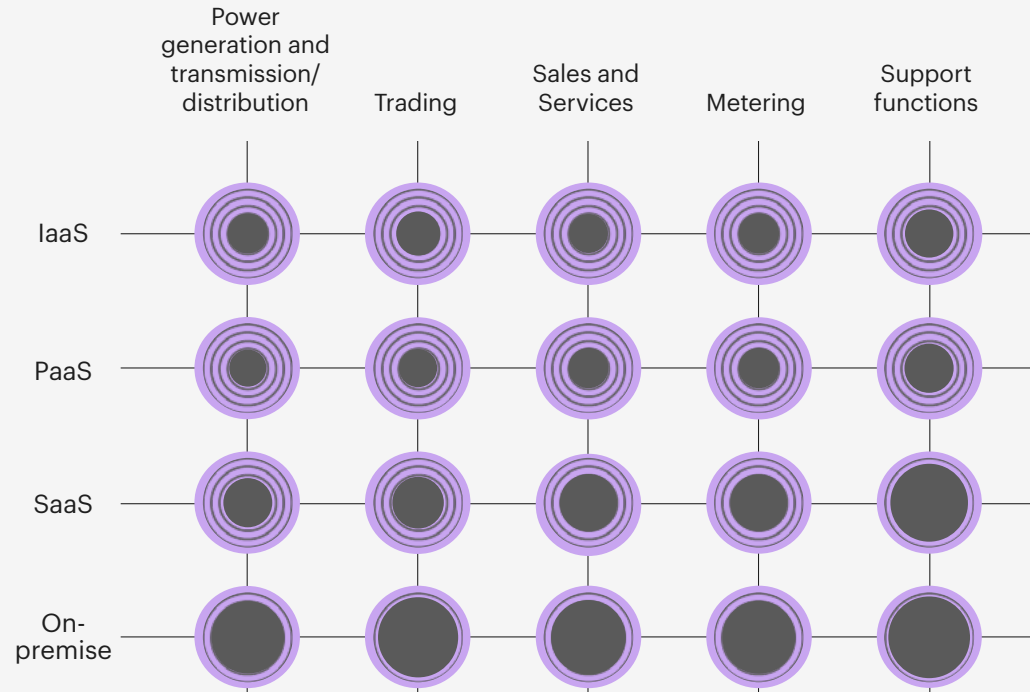 Power
generation and
transmission/
distribution
Trading
Sales and
Services
Metering
Support
functions
IaaS
PaaS
SaaS
On-
premise